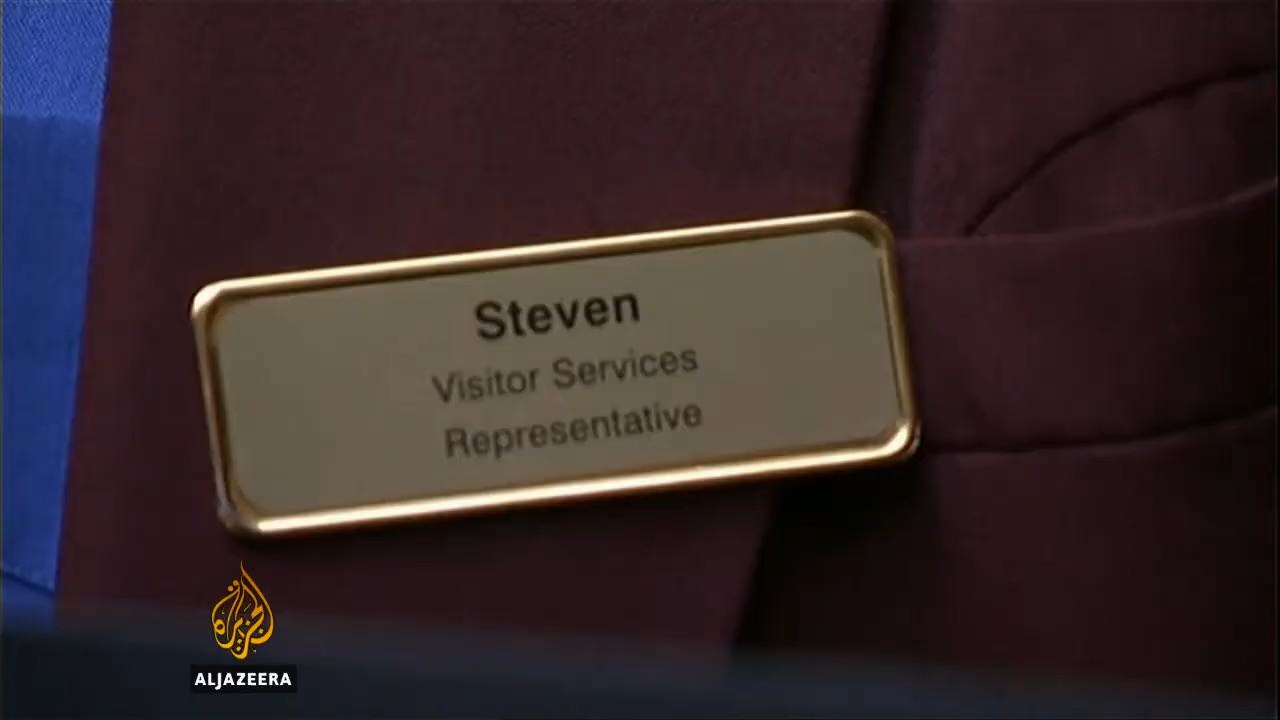 Steven
Visitor Services
Representative
الجزيرة
ALJAZEERA